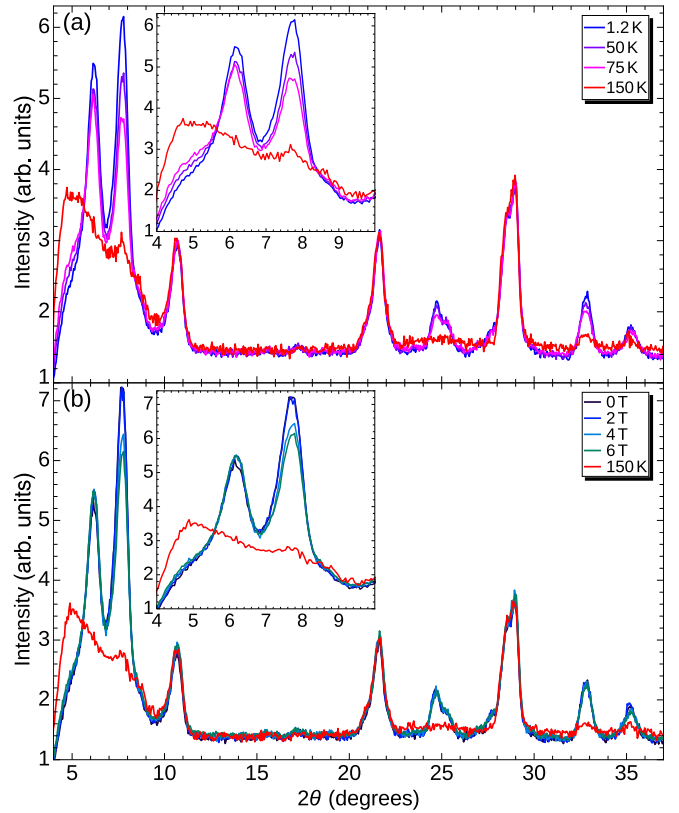 (a)
6
5
4
3
2
1
Intensity (arb. units)
6
5
4
3
2
1
4 5 6 7 8 9
1.2 K
50 K
75 K
150 K
(b)
7
6
5
4
3
2
1
Intensity (arb. units)
7
6
5
4
3
2
1
4 5 6 7 8 9
0 T
2 T
4 T
6 T
150 K
5 10 15 20 25 30 35
2θ (degrees)